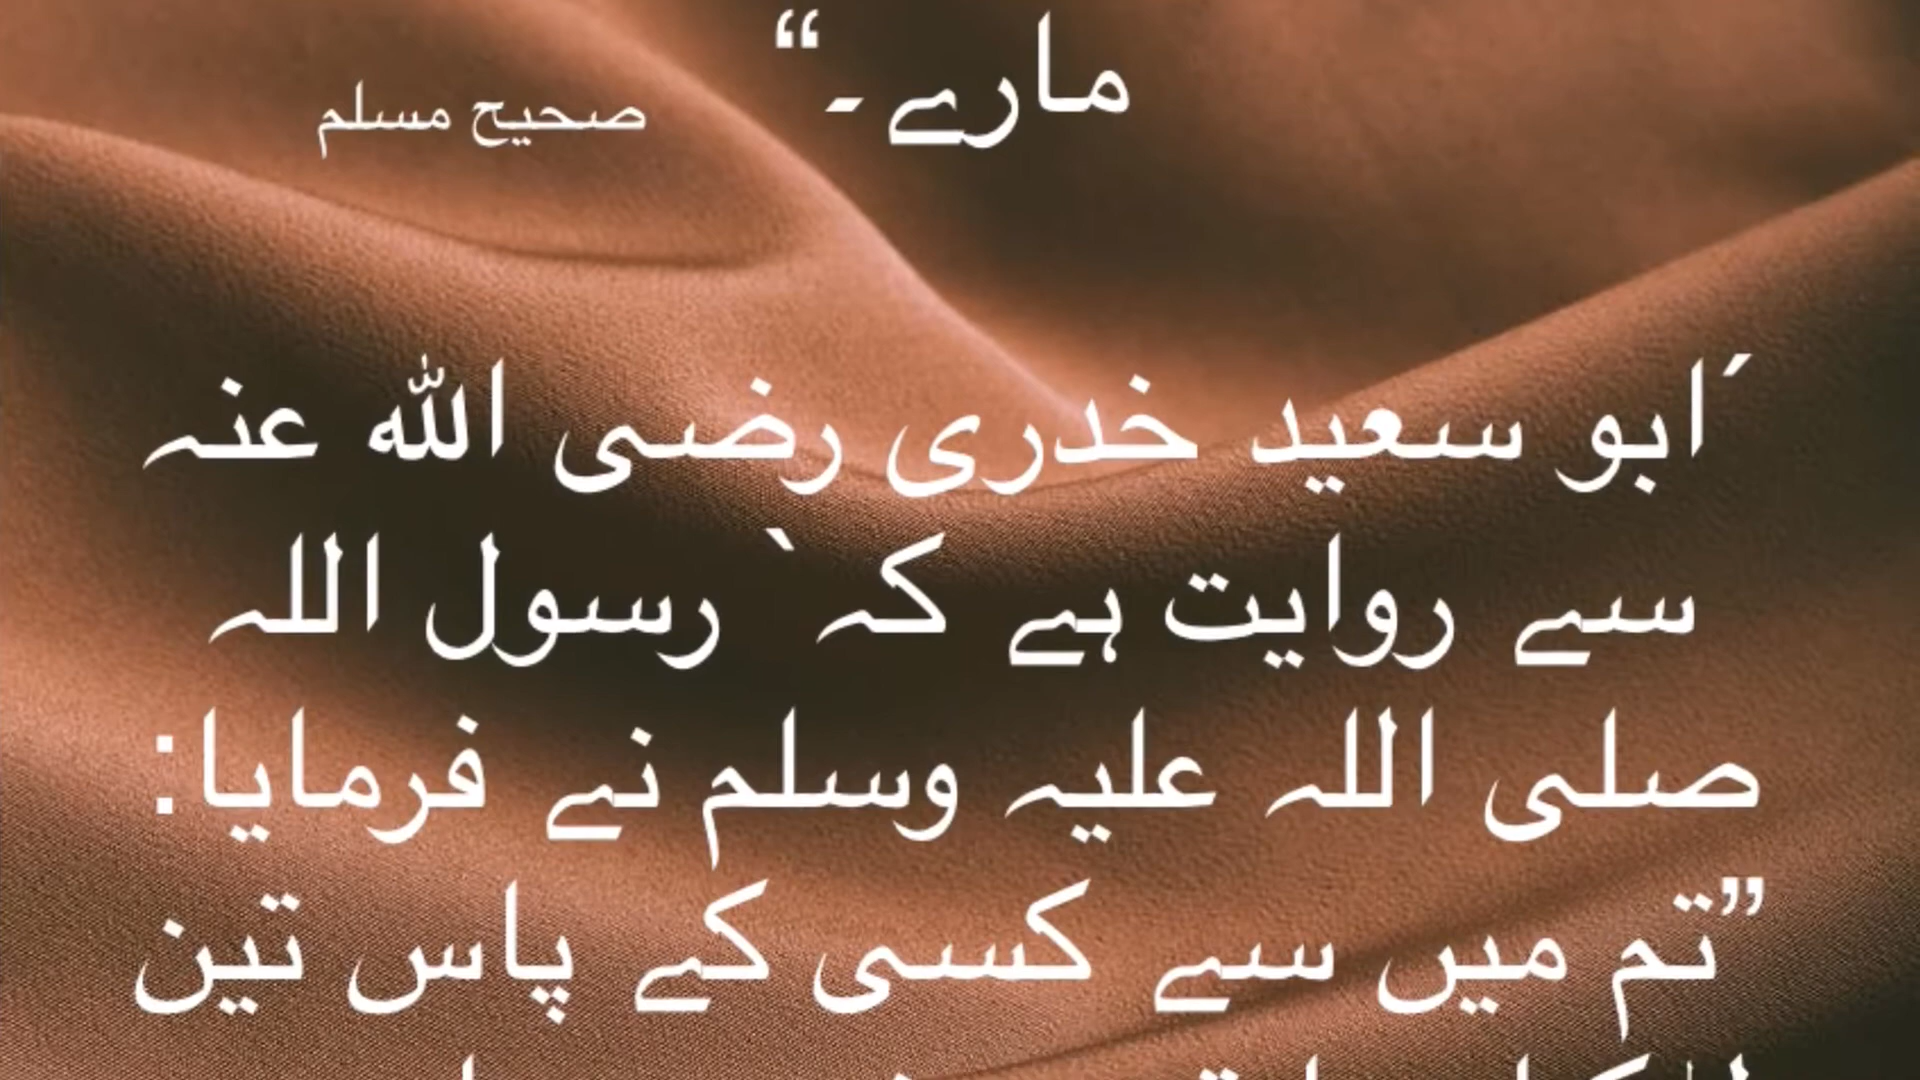 مارے۔“
صحیح مسلم
´ابو سعید خدری رضی اللہ عنہ
سے روایت ہے کہ` رسول اللہ
صلی اللہ علیہ وسلم نے فرمایا:
”تم میں سے کسی کے پاس تین